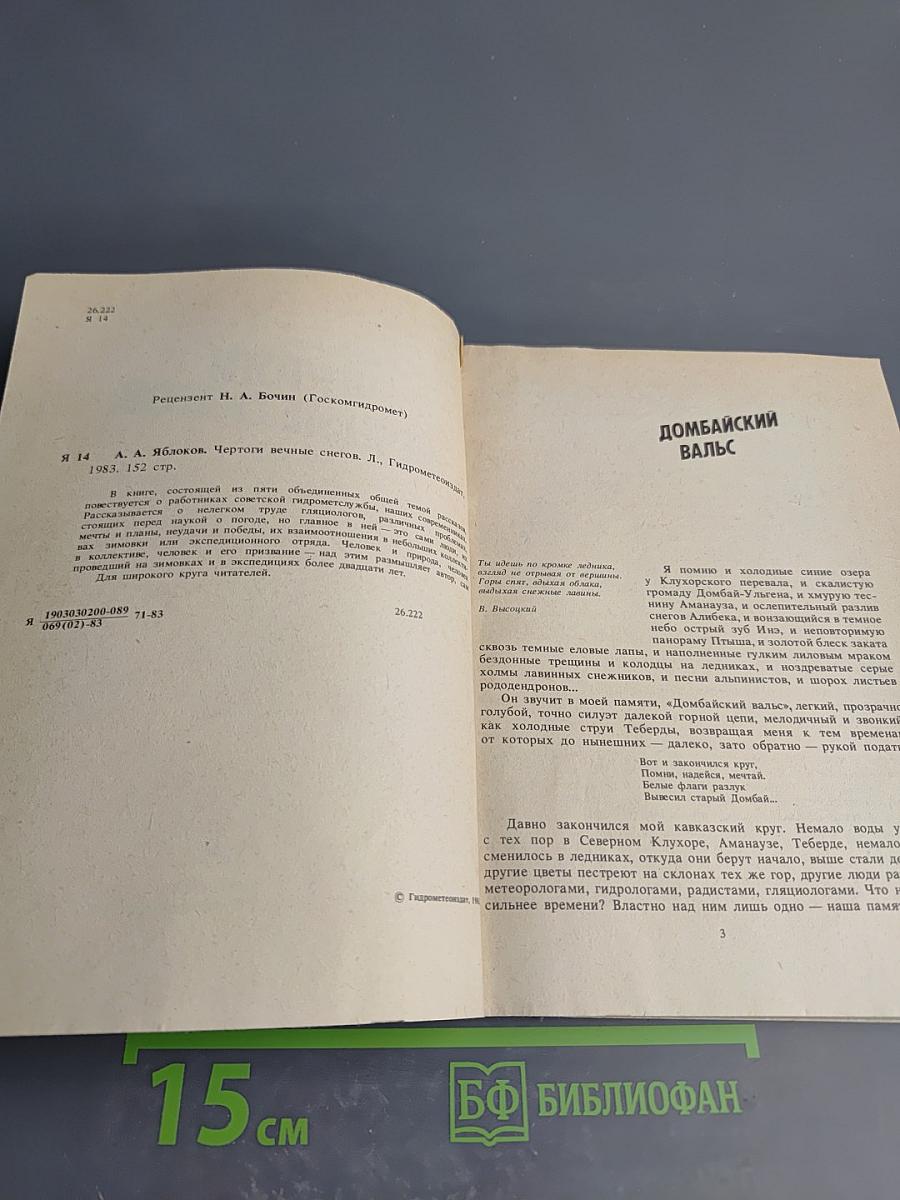 26.222
Я 14
Рецензент Н. А. Бочин (Госкомгидромет)
Я 14 А. А. Яблоков. Чертоги вечные снегов. Л., Гидрометеоиздат,
1983. 152 стр.
В книге, состоящей из пяти объединенных общей темой рассказов,
повествуется о работниках советской гидрометслужбы, наших современниках.
Рассказывается о нелегком труде гляциологов, различных проблемах,
стоящих перед наукой о погоде, но главное в ней — это сами люди, их
мечты и планы, неудачи и победы, их взаимоотношения в небольших коллекти-
вах зимовки или экспедиционного отряда. Человек и природа, человек
в коллективе, человек и его призвание — над этим размышляет автор, сам
проведший на зимовках и в экспедициях более двадцати лет.
Для широкого круга читателей.
Я 1903030200-089 71-83 26.222
069(02)-83
© Гидрометеоиздат,
ДОМБАЙСКИЙ
ВАЛЬС
Ты идешь по кромке ледника,
взгляд не отрывая от вершины.
Горы спят, вдыхая облака,
выдыхая снежные лавины.
В. Высоцкий
Я помню и холодные синие озера
у Клухорского перевала, и скалистую
громаду Домбай-Ульгена, и хмурую тес-
нину Аманауза, и ослепительный разлив
снегов Алибека, и вонзающийся в темное
небо острый зуб Инэ, и неповторимую
панораму Птыша, и золотой блеск заката
сквозь темные еловые лапы, и наполненные гулким лиловым мраком
бездонные трещины и колодцы на ледниках, и ноздреватые серые
холмы лавинных снежников, и песни альпинистов, и шорох листьев
рододендронов...
Он звучит в моей памяти, «Домбайский вальс», легкий, прозрачно
голубой, точно силуэт далекой горной цепи, мелодичный и звонкий
как холодные струи Теберды, возвращая меня к тем времена
от которых до нынешних — далеко, зато обратно — рукой подать
Вот и закончился круг,
Помни, надейся, мечтай.
Белые флаги разлук
Вывесил старый Домбай...
Давно закончился мой кавказский круг. Немало воды у
с тех пор в Северном Клухоре, Аманаузе, Теберде, немало
сменилось в ледниках, откуда они берут начало, выше стали де
другие цветы пестреют на склонах тех же гор, другие люди ра
метеорологами, гидрологами, радистами, гляциологами. Что н
сильнее времени? Властно над ним лишь одно — наша памят
3
15 см
БФ БИБЛИОФАН